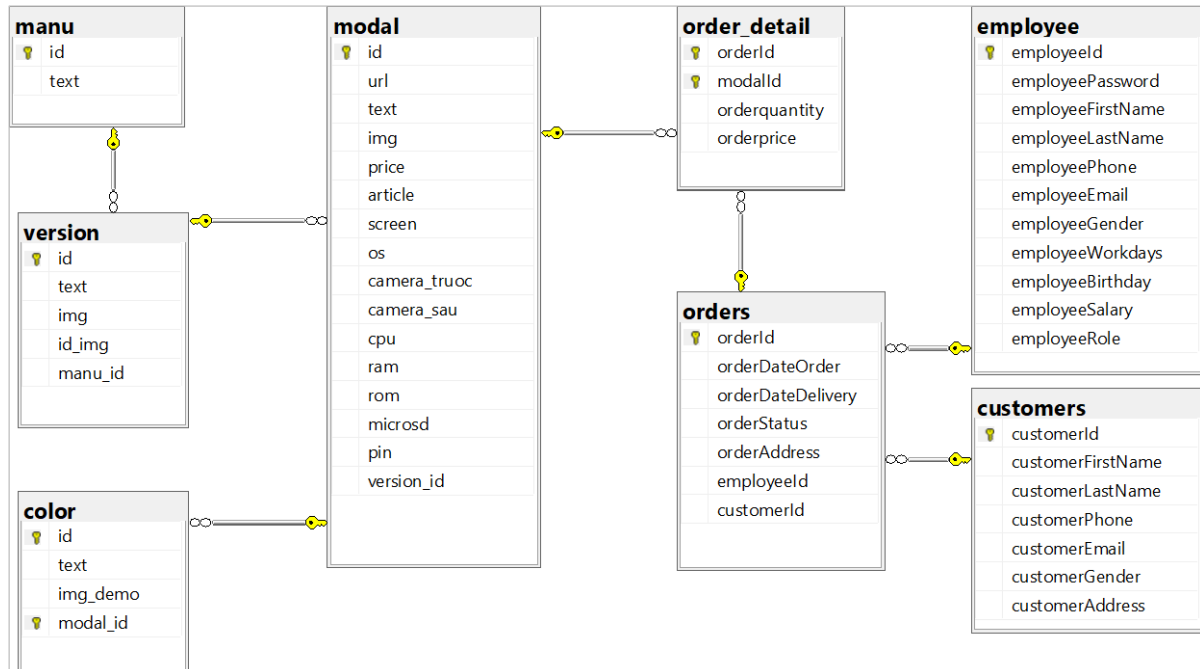 manu
id
text
version
id
text
img
id_img
manu_id
color
id
text
img_demo
modal_id
modal
id
url
text
img
price
article
screen
os
camera_truoc
camera_sau
cpu
ram
rom
microsd
pin
version_id
order_detail
orderId
modalId
orderquantity
orderprice
orders
orderId
orderDateOrder
orderDateDelivery
orderStatus
orderAddress
employeeId
customerId
employee
employeeId
employeePassword
employeeFirstName
employeeLastName
employeePhone
employeeEmail
employeeGender
employeeWorkdays
employeeBirthday
employeeSalary
employeeRole
customers
customerId
customerFirstName
customerLastName
customerPhone
customerEmail
customerGender
customerAddress